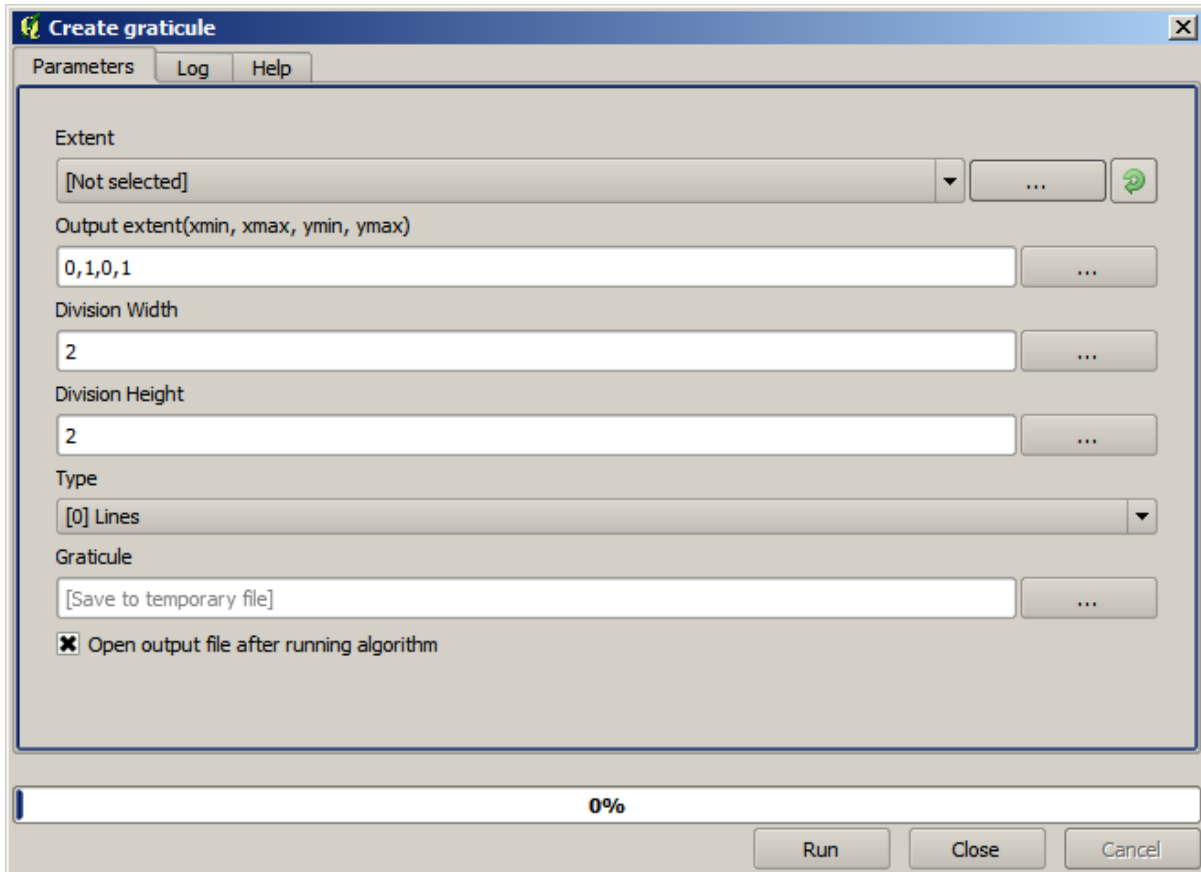 Create graticule
Parameters Log Help
Extent
[Not selected] ...
Output extent(xmin, xmax, ymin, ymax)
0,1,0,1 ...
Division Width
2 ...
Division Height
2 ...
Type
[0] Lines
Graticule
[Save to temporary file] ...
Open output file after running algorithm
0%
Run Close Cancel